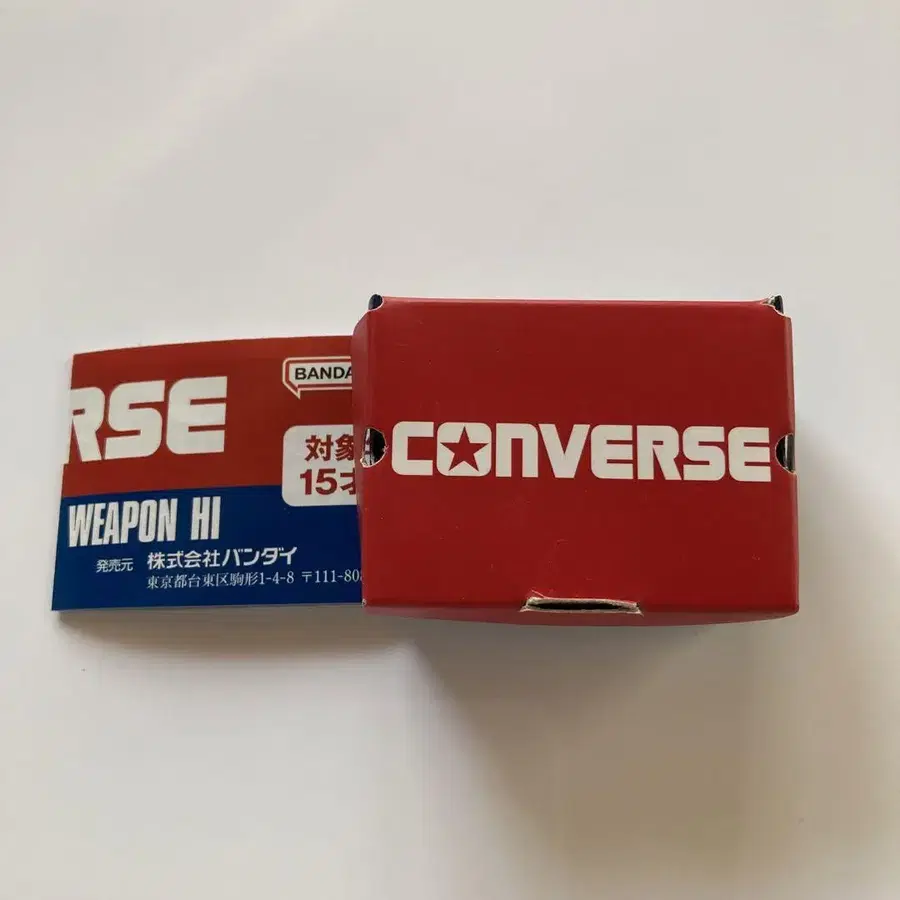 RSE
BANDA
対象
15才
WEAPON HI
発売元 株式会社バンダイ
東京都台東区駒形1-4-8 〒111-808
CONVERSE